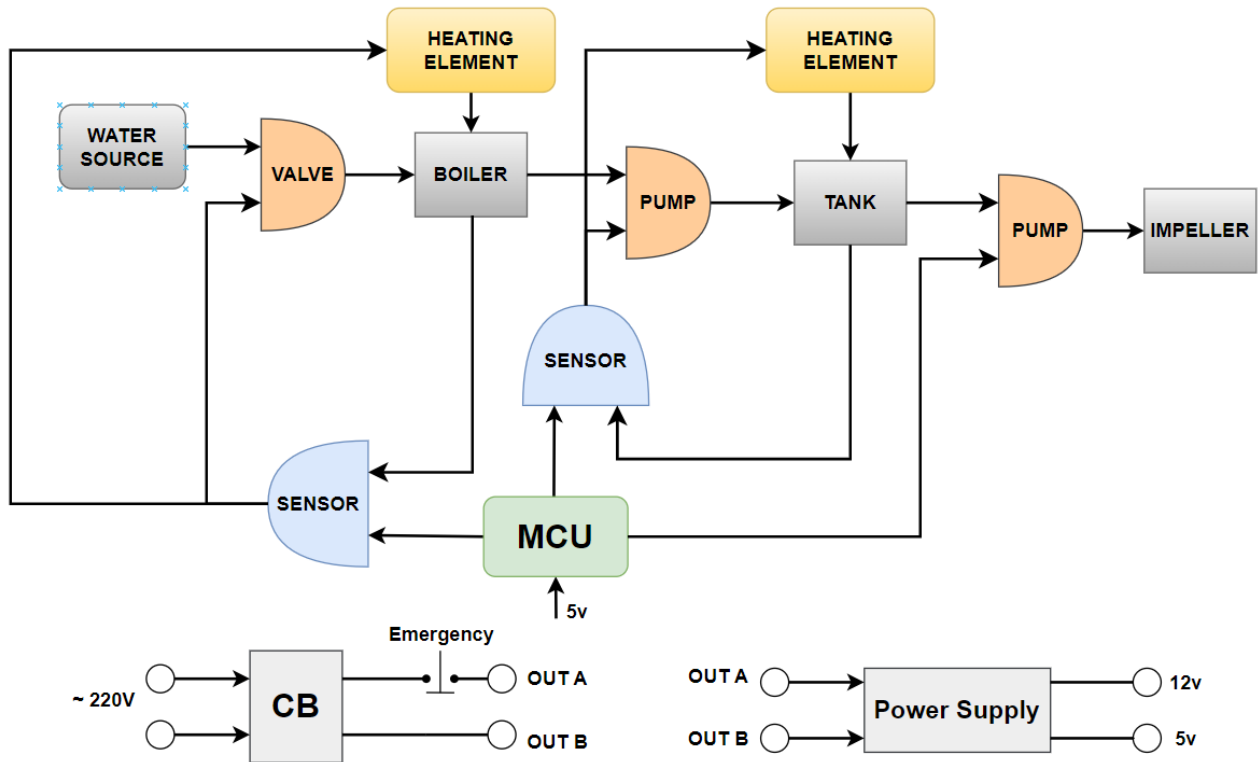 HEATING
ELEMENT
HEATING
ELEMENT
WATER
SOURCE
VALVE
BOILER
PUMP
TANK
PUMP
IMPELLER
SENSOR
SENSOR
MCU
5v
Emergency
~ 220V
CB
OUT A
OUT B
OUT A
OUT B
Power Supply
12v
5v